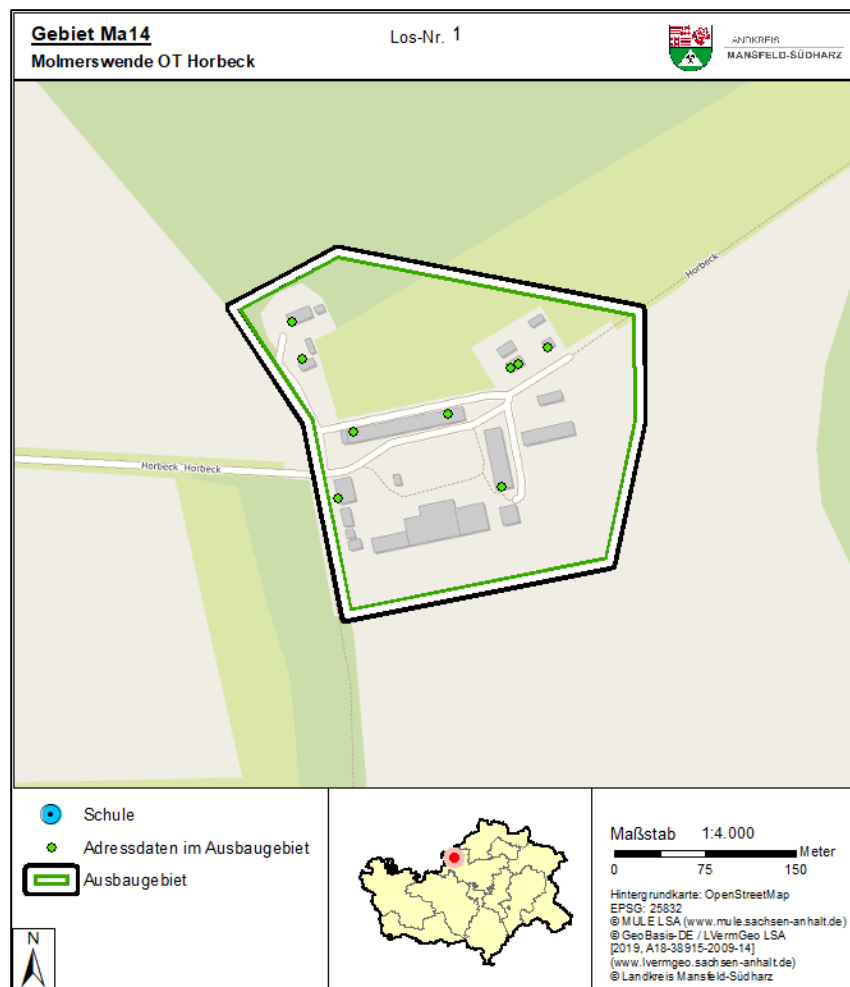 Gebiet Ma14
Los-Nr. 1
Molmerswende OT Horbeck
ANDKREIS
MANSFELD-SÜDHARZ
Horbeck
Horbeck Horbeck
Schule
Adressdaten im Ausbaugebiet
Ausbaugebiet
N
Maßstab 1:4.000
Meter
0 75 150
Hintergrundkarte: OpenStreetMap
EPSG: 25832
© MULE LSA (www.mule.sachsen-anhalt.de)
© GeoBasis-DE / LVermGeo LSA
[2019, A18-38915-2009-14]
(www.lvermgeo.sachsen-anhalt.de)
© Landkreis Mansfeld-Südharz